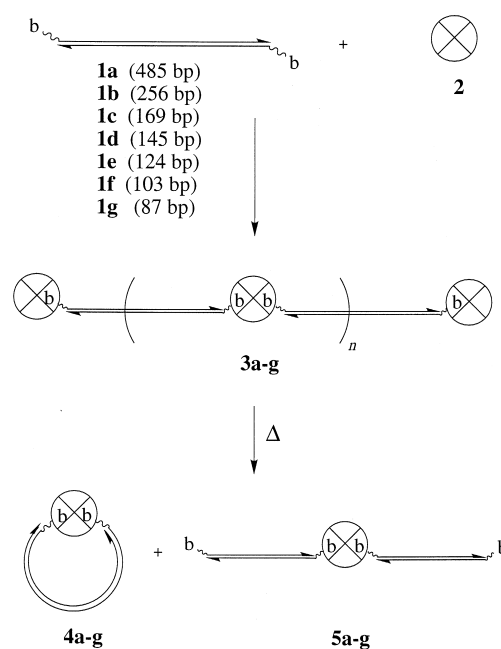 b
b
+
2
1a (485 bp)
1b (256 bp)
1c (169 bp)
1d (145 bp)
1e (124 bp)
1f (103 bp)
1g (87 bp)
b b b b
n
3a-g
Δ
b b + b b b b
4a-g 5a-g